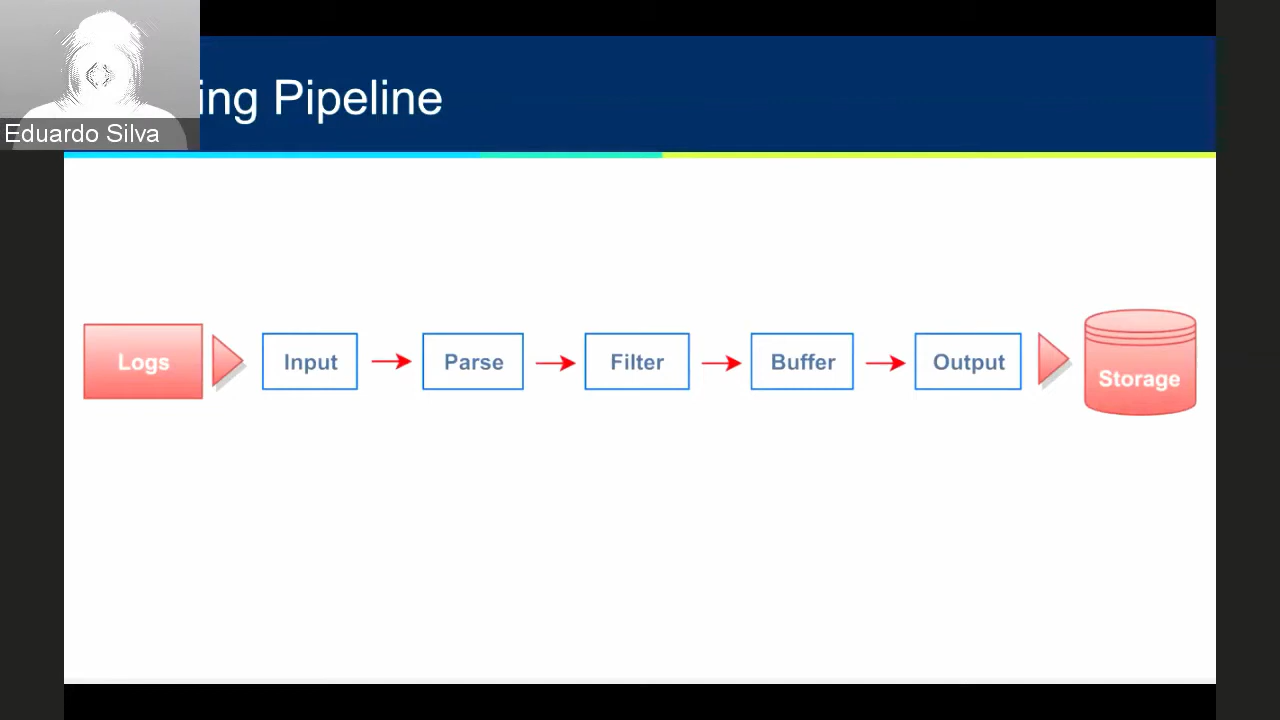 ing Pipeline
Eduardo Silva
Logs
Input
Parse
Filter
Buffer
Output
Storage